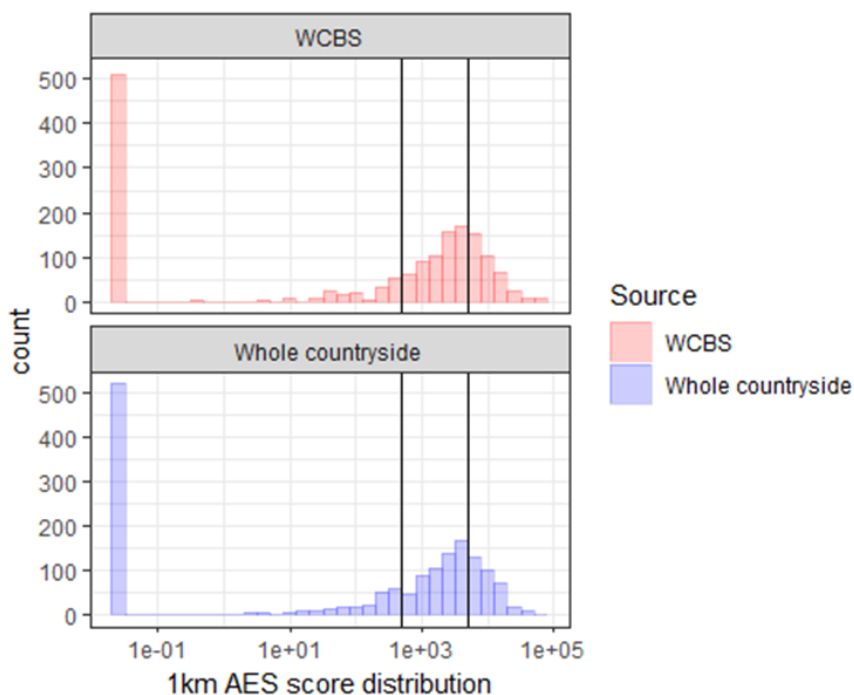 WCBS
500
400
300
200
100
0
Whole countryside
500
400
300
200
100
0
count
1e-01 1e+01 1e+03 1e+05
1km AES score distribution
Source
WCBS
Whole countryside